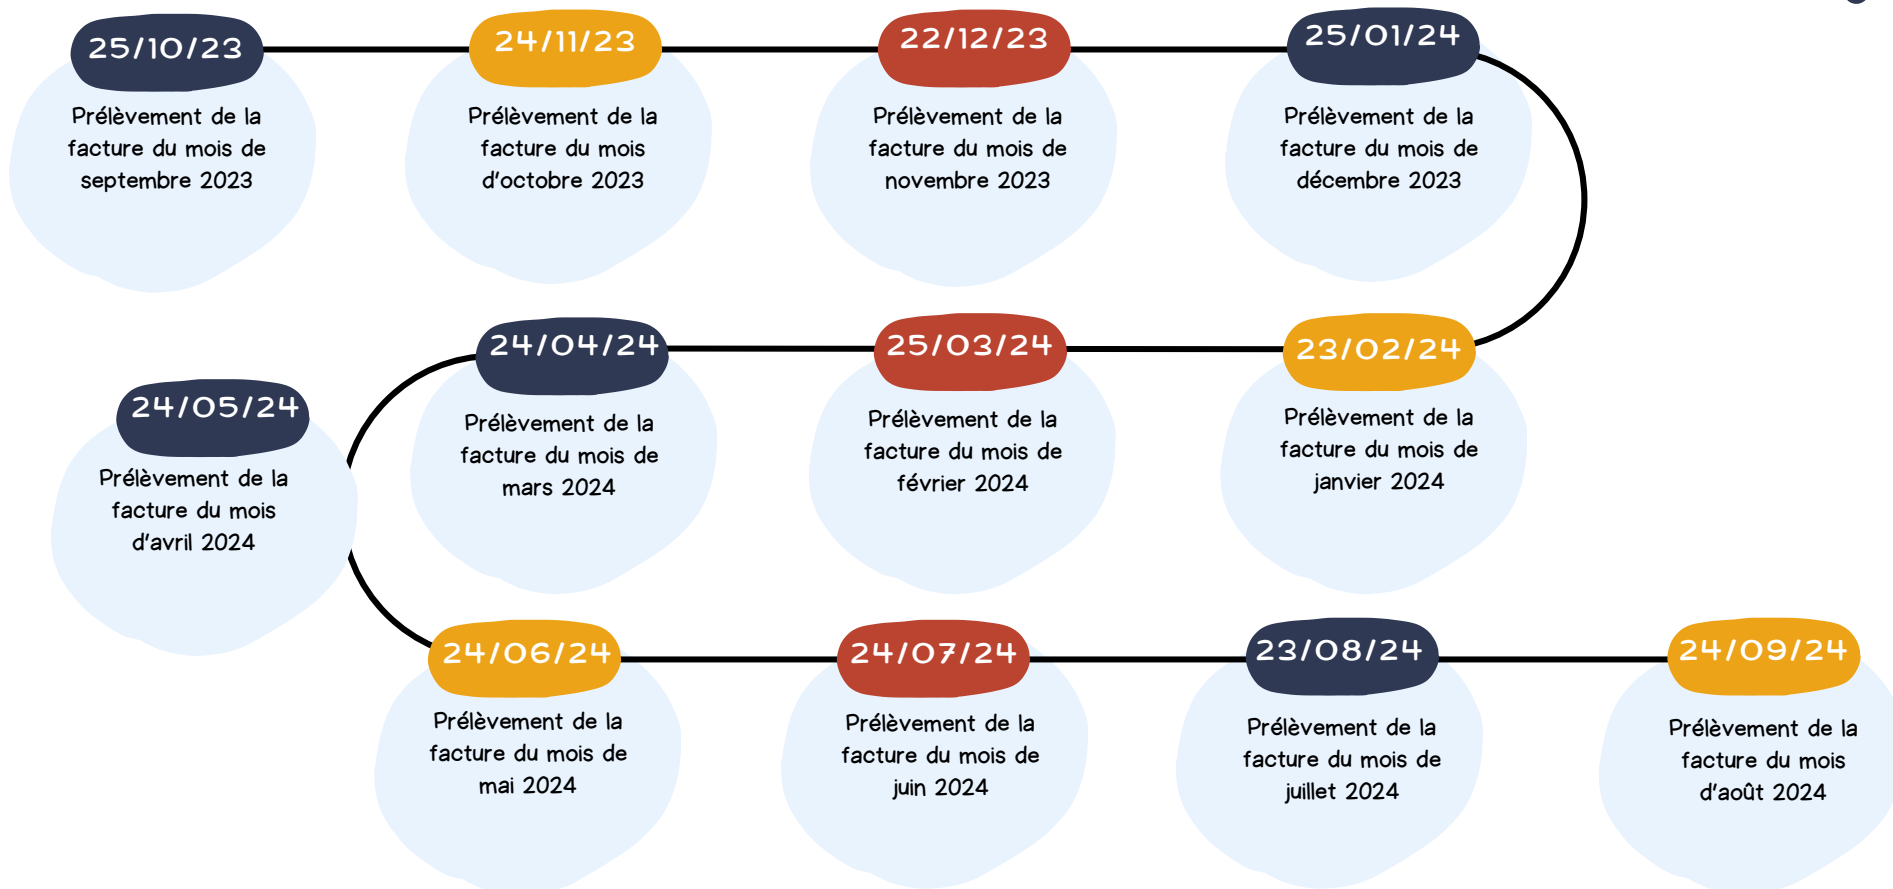 25/10/23
Prélèvement de la
facture du mois de
septembre 2023
24/11/23
Prélèvement de la
facture du mois
d'octobre 2023
22/12/23
Prélèvement de la
facture du mois de
novembre 2023
25/01/24
Prélèvement de la
facture du mois de
décembre 2023
23/02/24
Prélèvement de la
facture du mois de
janvier 2024
25/03/24
Prélèvement de la
facture du mois de
février 2024
24/04/24
Prélèvement de la
facture du mois de
mars 2024
24/05/24
Prélèvement de la
facture du mois
d'avril 2024
24/06/24
Prélèvement de la
facture du mois de
mai 2024
24/07/24
Prélèvement de la
facture du mois de
juin 2024
23/08/24
Prélèvement de la
facture du mois de
juillet 2024
24/09/24
Prélèvement de la
facture du mois
d'août 2024